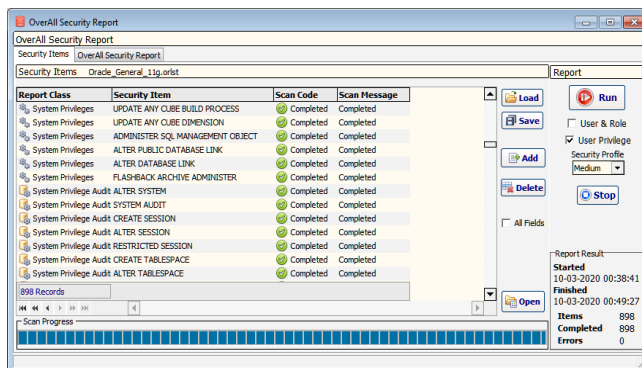 OverAll Security Report
OverAll Security Report
Security Items OverAll Security Report
Security Items Oracle_General_11g.orlst
Report Class Security Item Scan Code Scan Message
System Privileges UPDATE ANY CUBE BUILD PROCESS Completed Completed
System Privileges UPDATE ANY CUBE DIMENSION Completed Completed
System Privileges ADMINISTER SQL MANAGEMENT OBJECT Completed Completed
System Privileges ALTER PUBLIC DATABASE LINK Completed Completed
System Privileges ALTER DATABASE LINK Completed Completed
System Privileges FLASHBACK ARCHIVE ADMINISTER Completed Completed
System Privilege Audit ALTER SYSTEM Completed Completed
System Privilege Audit SYSTEM AUDIT Completed Completed
System Privilege Audit CREATE SESSION Completed Completed
System Privilege Audit ALTER SESSION Completed Completed
System Privilege Audit RESTRICTED SESSION Completed Completed
System Privilege Audit CREATE TABLESPACE Completed Completed
System Privilege Audit ALTER TABLESPACE Completed Completed
898 Records
Scan Progress
Load
Save
Add
Delete
All Fields
Open
Report
Run
User & Role
User Privilege
Security Profile
Medium
Stop
Report Result
Started
10-03-2020 00:38:41
Finished
10-03-2020 00:49:27
Items 898
Completed 898
Errors 0